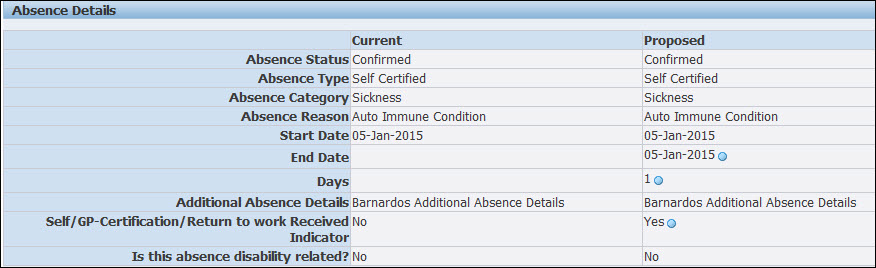 Absence Details
Current Proposed
Absence Status Confirmed Confirmed
Absence Type Self Certified Self Certified
Absence Category Sickness Sickness
Absence Reason Auto Immune Condition Auto Immune Condition
Start Date 05-Jan-2015 05-Jan-2015
End Date 05-Jan-2015
Days 1
Additional Absence Details Barnardos Additional Absence Details Barnardos Additional Absence Details
Self/GP-Certification/Return to work Received No Yes
Indicator
Is this absence disability related? No No